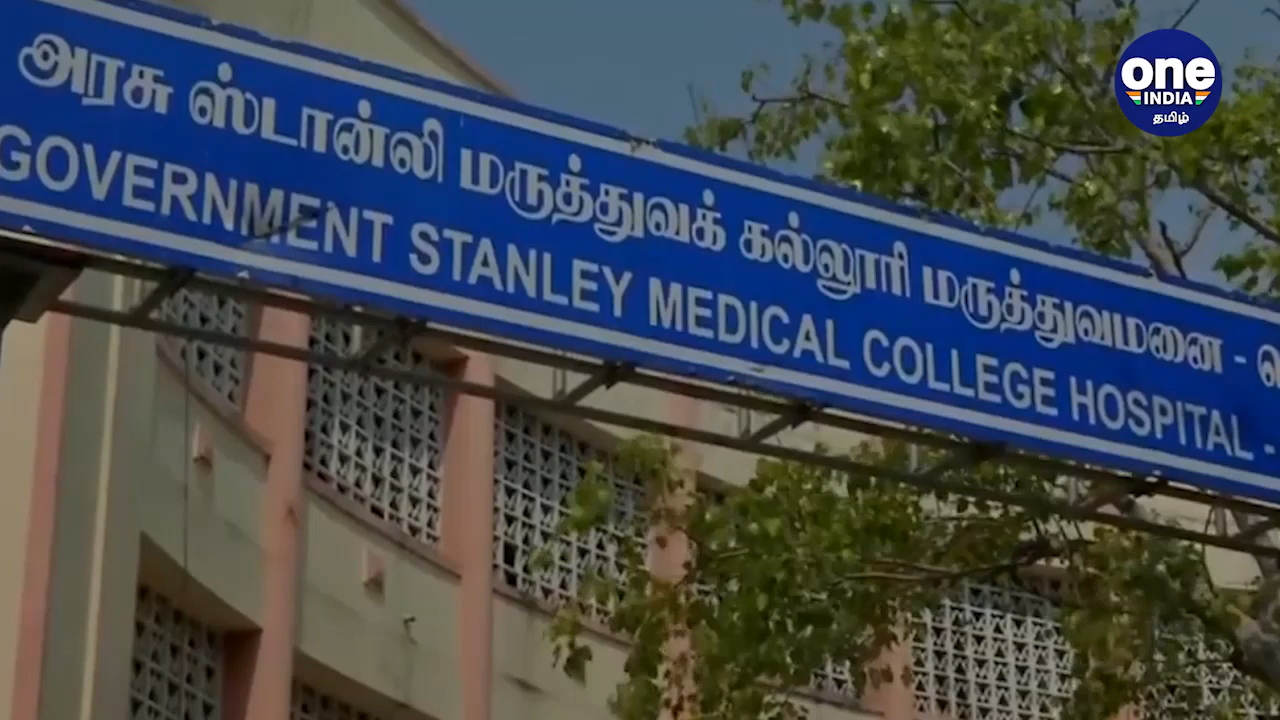 அரசு ஸ்டான்லி மருத்துவக் கல்லூரி மருத்துவமனை -
GOVERNMENT STANLEY MEDICAL COLLEGE HOSPITAL -
one
INDIA
தமிழ்